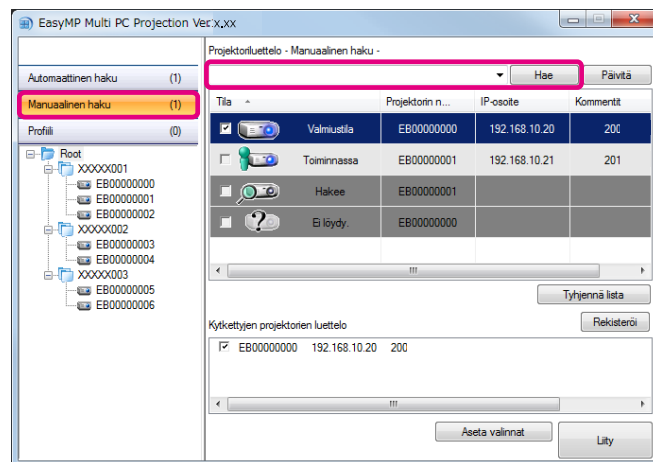 EasyMP Multi PC Projection Ver.x.xx
Projektoriluettelo - Manuaalinen haku -
Hae
Päivitä
Automaattinen haku (1)
Manuaalinen haku (1)
Profiili (0)
Root
XXXXX001
EB00000000
EB00000001
EB00000002
XXXXX002
EB00000003
EB00000004
XXXXX003
EB00000005
EB00000006
Tila Projektorin n... IP-osoite Kommentit
Valmiustila EB00000000 192.168.10.20 200
Toiminnassa EB00000001 192.168.10.21 201
Hakee EB00000001
Ei löydy. EB00000000
Tyhjennä lista
Kytkettyjen projektorien luettelo
Rekisteröi
EB00000000 192.168.10.20 200
Aseta valinnat
Liity